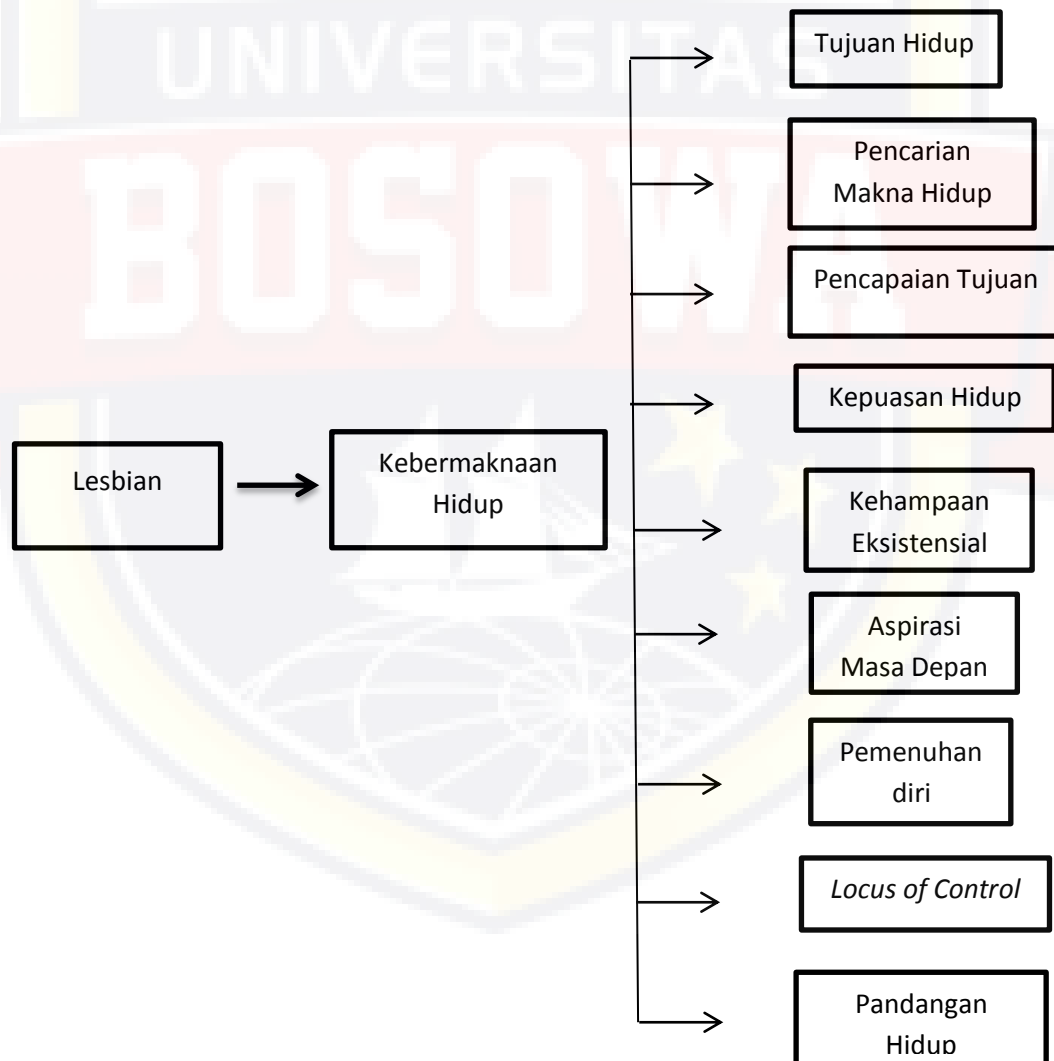 UNIVERSITAS
BOSOWA
Tujuan Hidup
Pencarian
Makna Hidup
Pencapaian Tujuan
Kepuasan Hidup
Lesbian
Kebermaknaan
Hidup
Kehampaan
Eksistensial
Aspirasi
Masa Depan
Pemenuhan
diri
Locus of Control
Pandangan
Hidup